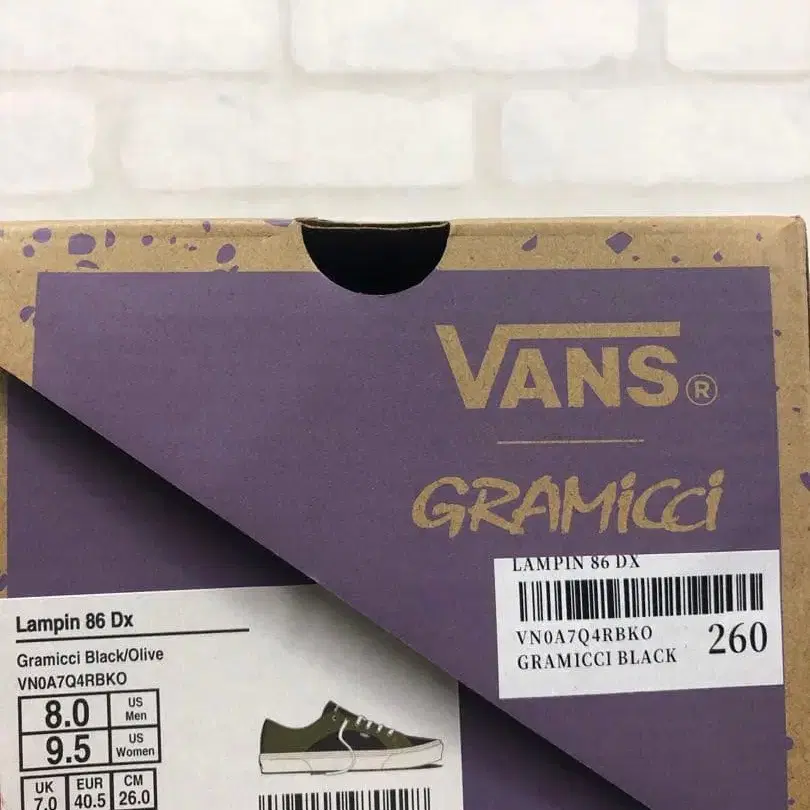 VANS®
GRAMiCCi
LAMPIN 86 DX
VN0A7Q4RBKO
GRAMICCI BLACK
260
Lampin 86 Dx
Gramicci Black/Olive
VN0A7Q4RBKO
8.0 US Men
9.5 US Women
UK EUR CM
7.0 40.5 26.0